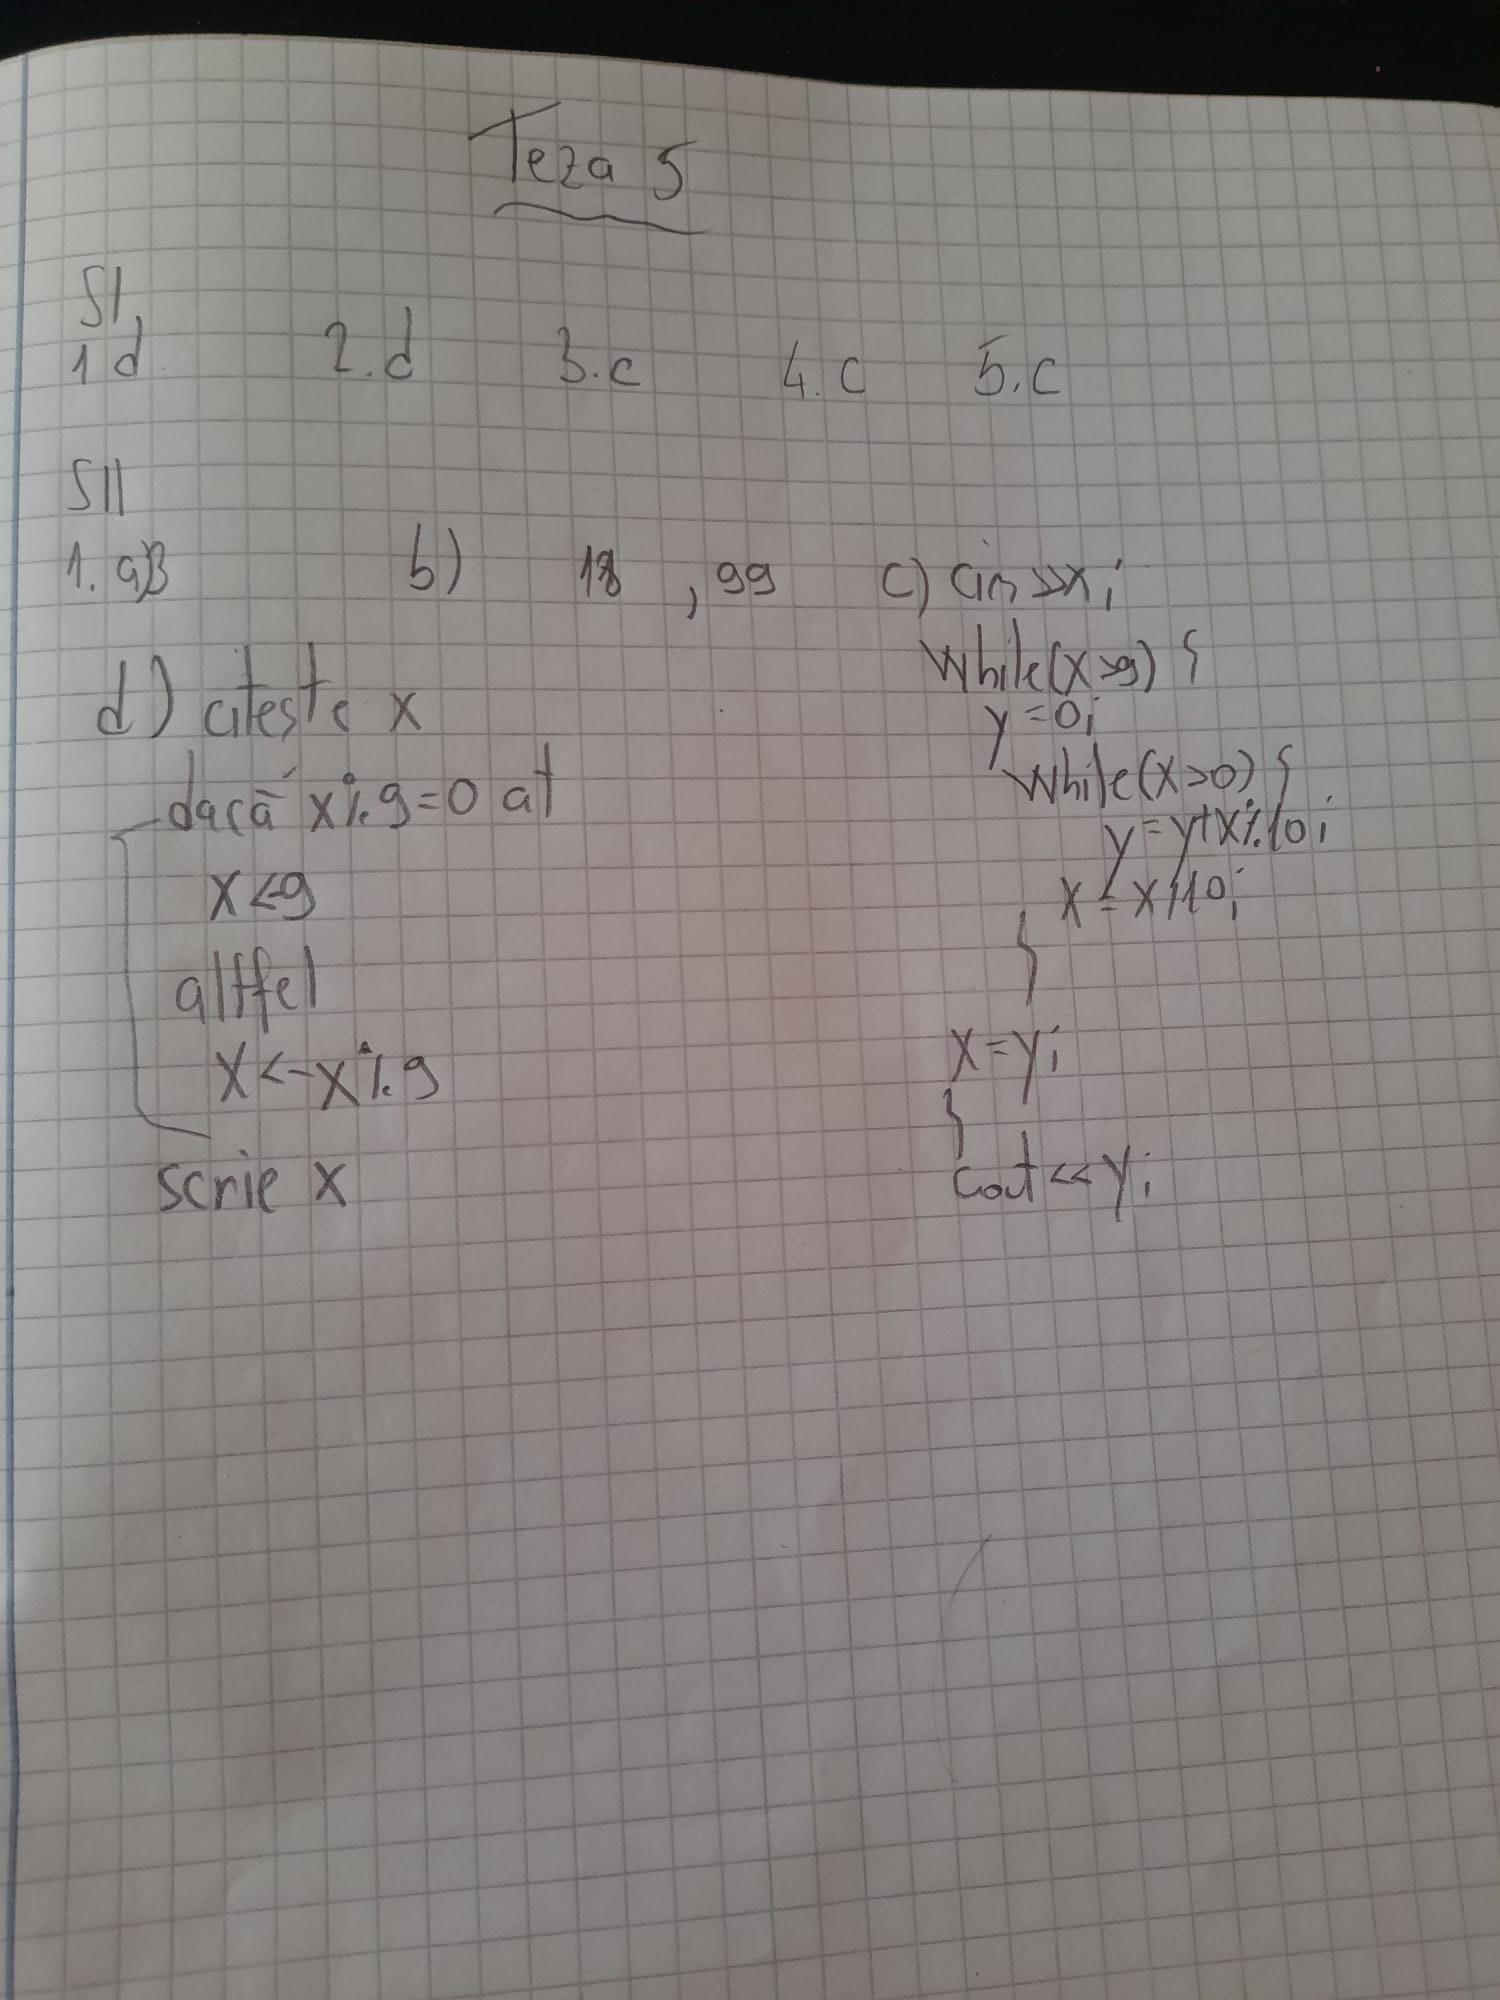 Teza 5
SI,
1 d. 2. d 3. c 4. c 5. c
SII
1. a)3 b) 18 , 99 c) cin >>x;
while(x>9) {
y=0;
while(x>0) {
y=y+x%10;
x=x/10;
}
x=y;
}
cout<<y;
d) citeste x
dacă x%9=0 at
x<-9
altfel
x<-x%9
scrie x